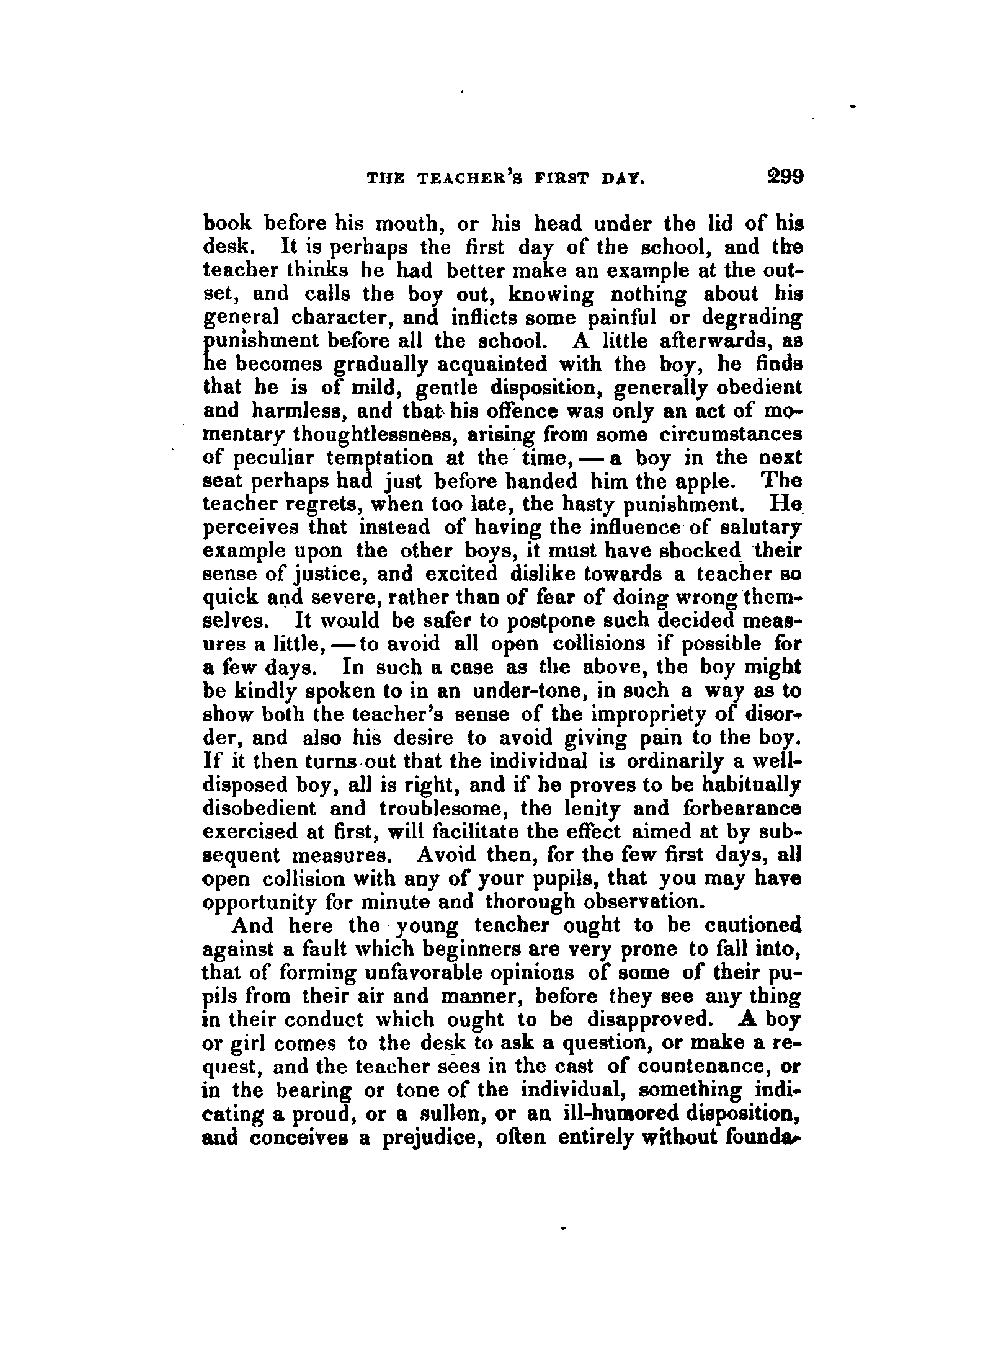 THE TEACHER'S FIRST DAY. 299
book before his mouth, or his head under the lid of his
desk. It is perhaps the first day of the school, and the
teacher thinks he had better make an example at the out-
set, and calls the boy out, knowing nothing about his
general character, and inflicts some painful or degrading
punishment before all the school. A little afterwards, as
he becomes gradually acquainted with the boy, he finds
that he is of mild, gentle disposition, generally obedient
and harmless, and that his offence was only an act of mo-
mentary thoughtlessness, arising from some circumstances
of peculiar temptation at the time, — a boy in the next
seat perhaps had just before handed him the apple. The
teacher regrets, when too late, the hasty punishment. He
perceives that instead of having the influence of salutary
example upon the other boys, it must have shocked their
sense of justice, and excited dislike towards a teacher so
quick and severe, rather than of fear of doing wrong them-
selves. It would be safer to postpone such decided meas-
ures a little, — to avoid all open collisions if possible for
a few days. In such a case as the above, the boy might
be kindly spoken to in an under-tone, in such a way as to
show both the teacher's sense of the impropriety of disor-
der, and also his desire to avoid giving pain to the boy.
If it then turns out that the individual is ordinarily a well-
disposed boy, all is right, and if he proves to be habitually
disobedient and troublesome, the lenity and forbearance
exercised at first, will facilitate the effect aimed at by sub-
sequent measures. Avoid then, for the few first days, all
open collision with any of your pupils, that you may have
opportunity for minute and thorough observation.
And here the young teacher ought to be cautioned
against a fault which beginners are very prone to fall into,
that of forming unfavorable opinions of some of their pu-
pils from their air and manner, before they see any thing
in their conduct which ought to be disapproved. A boy
or girl comes to the desk to ask a question, or make a re-
quest, and the teacher sees in the cast of countenance, or
in the bearing or tone of the individual, something indi-
cating a proud, or a sullen, or an ill-humored disposition,
and conceives a prejudice, often entirely without founda-